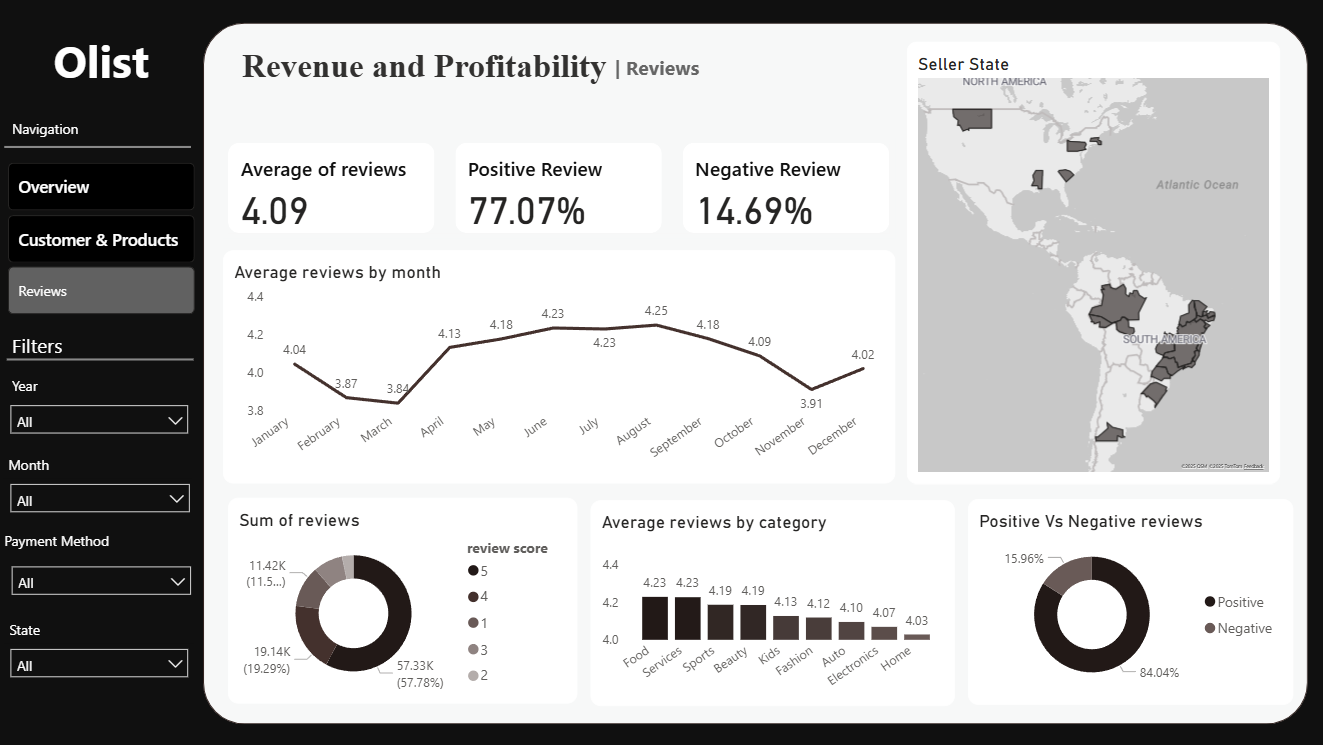 Olist
Navigation
Overview
Customer & Products
Reviews
Filters
Year
All
Month
All
Payment Method
All
State
All
Revenue and Profitability | Reviews
Average of reviews
4.09
Positive Review
77.07%
Negative Review
14.69%
Average reviews by month
4.4
4.2
4.0
3.8
4.04
3.87
3.84
4.13
4.18
4.23
4.23
4.25
4.18
4.09
3.91
4.02
January
February
March
April
May
June
July
August
September
October
November
December
Seller State
NORTH AMERICA
Atlantic Ocean
SOUTH AMERICA
©2025 OSM ©2025 TomTom Feedback
Sum of reviews
11.42K
(11.5...)
19.14K
(19.29%)
57.33K
(57.78%)
review score
5
4
1
3
2
Average reviews by category
4.4
4.2
4.0
4.23
4.23
4.19
4.19
4.13
4.12
4.10
4.07
4.03
Food
Services
Sports
Beauty
Kids
Fashion
Auto
Electronics
Home
Positive Vs Negative reviews
15.96%
84.04%
Positive
Negative